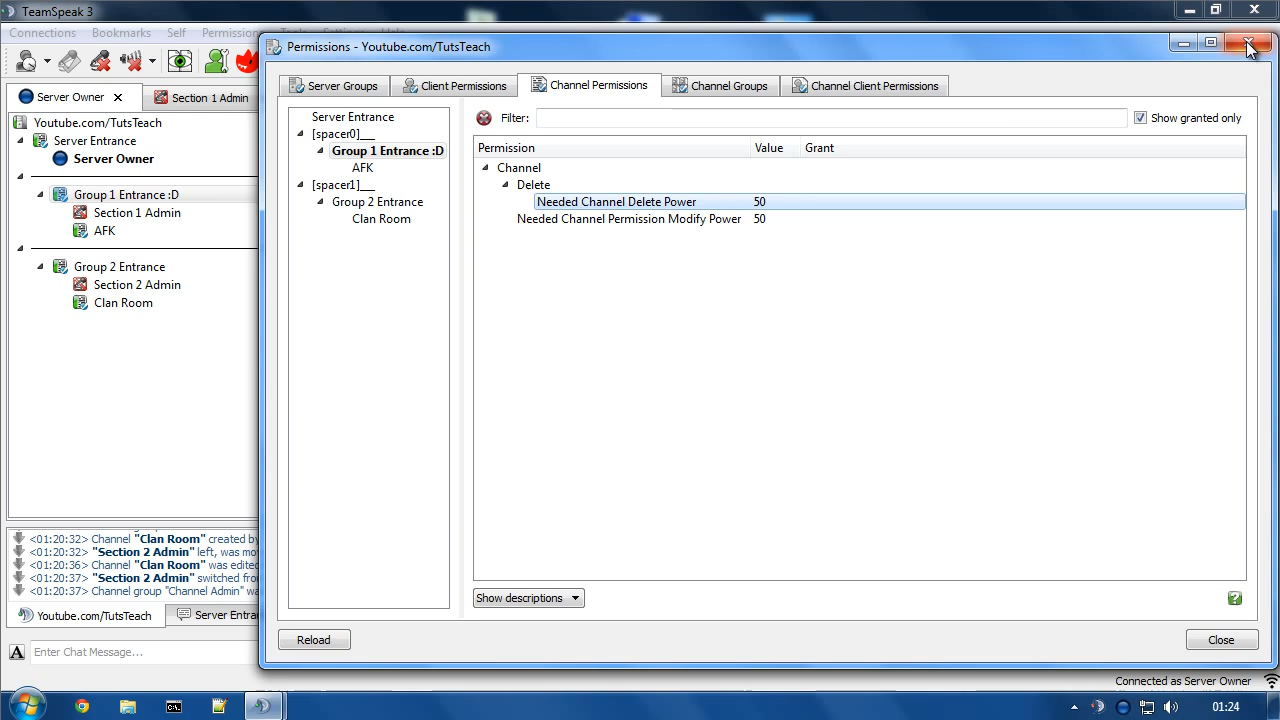 TeamSpeak 3
Connections Bookmarks Self Permissions Tools Settings Help
Permissions - Youtube.com/TutsTeach
Server Owner
Section 1 Admin
Server Groups
Client Permissions
Channel Permissions
Channel Groups
Channel Client Permissions
Youtube.com/TutsTeach
Server Entrance
Server Owner
Group 1 Entrance :D
Section 1 Admin
AFK
Group 2 Entrance
Section 2 Admin
Clan Room
Server Entrance
[spacer0]___
Group 1 Entrance :D
AFK
[spacer1]___
Group 2 Entrance
Clan Room
Filter:
Show granted only
Permission Value Grant
Channel
Delete
Needed Channel Delete Power 50
Needed Channel Permission Modify Power 50
<01:20:32> Channel "Clan Room" created by
<01:20:32> "Section 2 Admin" left, was mo
<01:20:36> Channel "Clan Room" was edited
<01:20:37> "Section 2 Admin" switched from
<01:20:37> Channel group "Channel Admin" wa
Youtube.com/TutsTeach
Server Entra
Show descriptions
Reload
Close
A
Enter Chat Message...
Connected as Server Owner
01:24